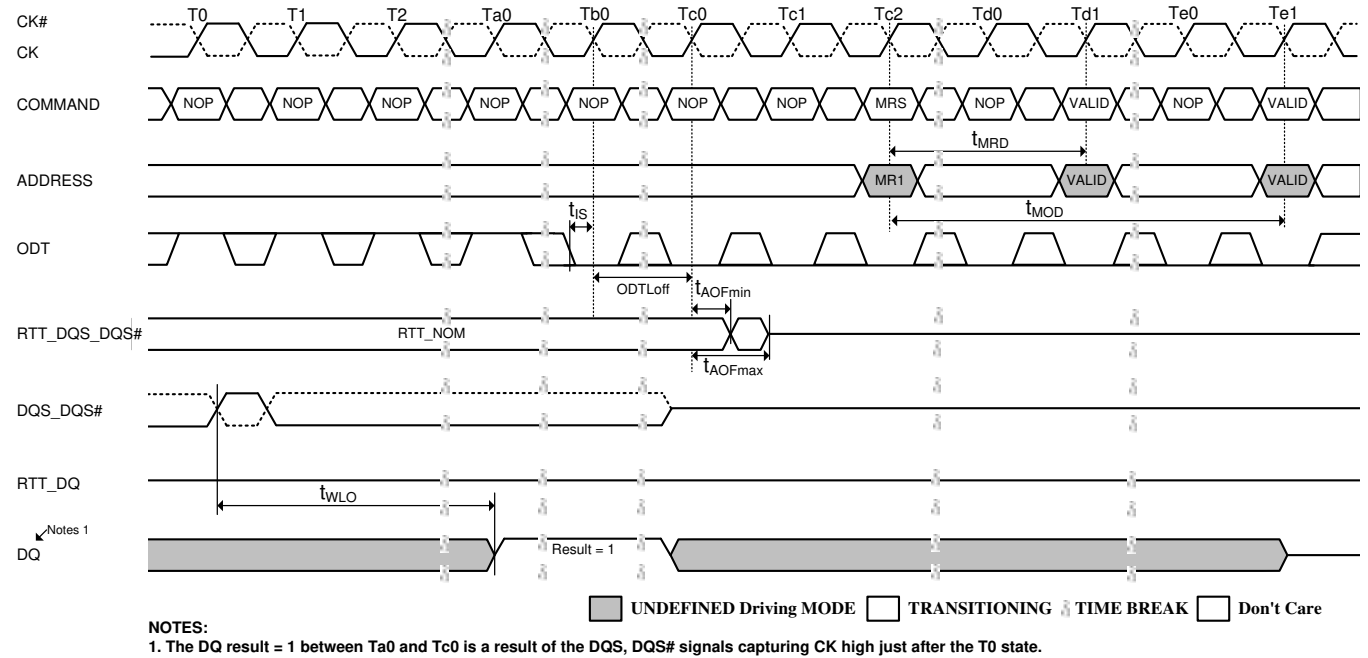 T0 T1 T2 Ta0 Tb0 Tc0 Tc1 Tc2 Td0 Td1 Te0 Te1
CK#
CK
COMMAND NOP NOP NOP NOP NOP NOP NOP MRS NOP VALID NOP VALID
tMRD
ADDRESS MR1 VALID VALID
tIS tMOD
ODT
ODTLoff tAOFmin
RTT_DQS_DQS# RTT_NOM
tAOFmax
DQS_DQS#
RTT_DQ
tWLO
Notes 1
DQ Result = 1
UNDEFINED Driving MODE TRANSITIONING TIME BREAK Don't Care
NOTES:
1. The DQ result = 1 between Ta0 and Tc0 is a result of the DQS, DQS# signals capturing CK high just after the T0 state.